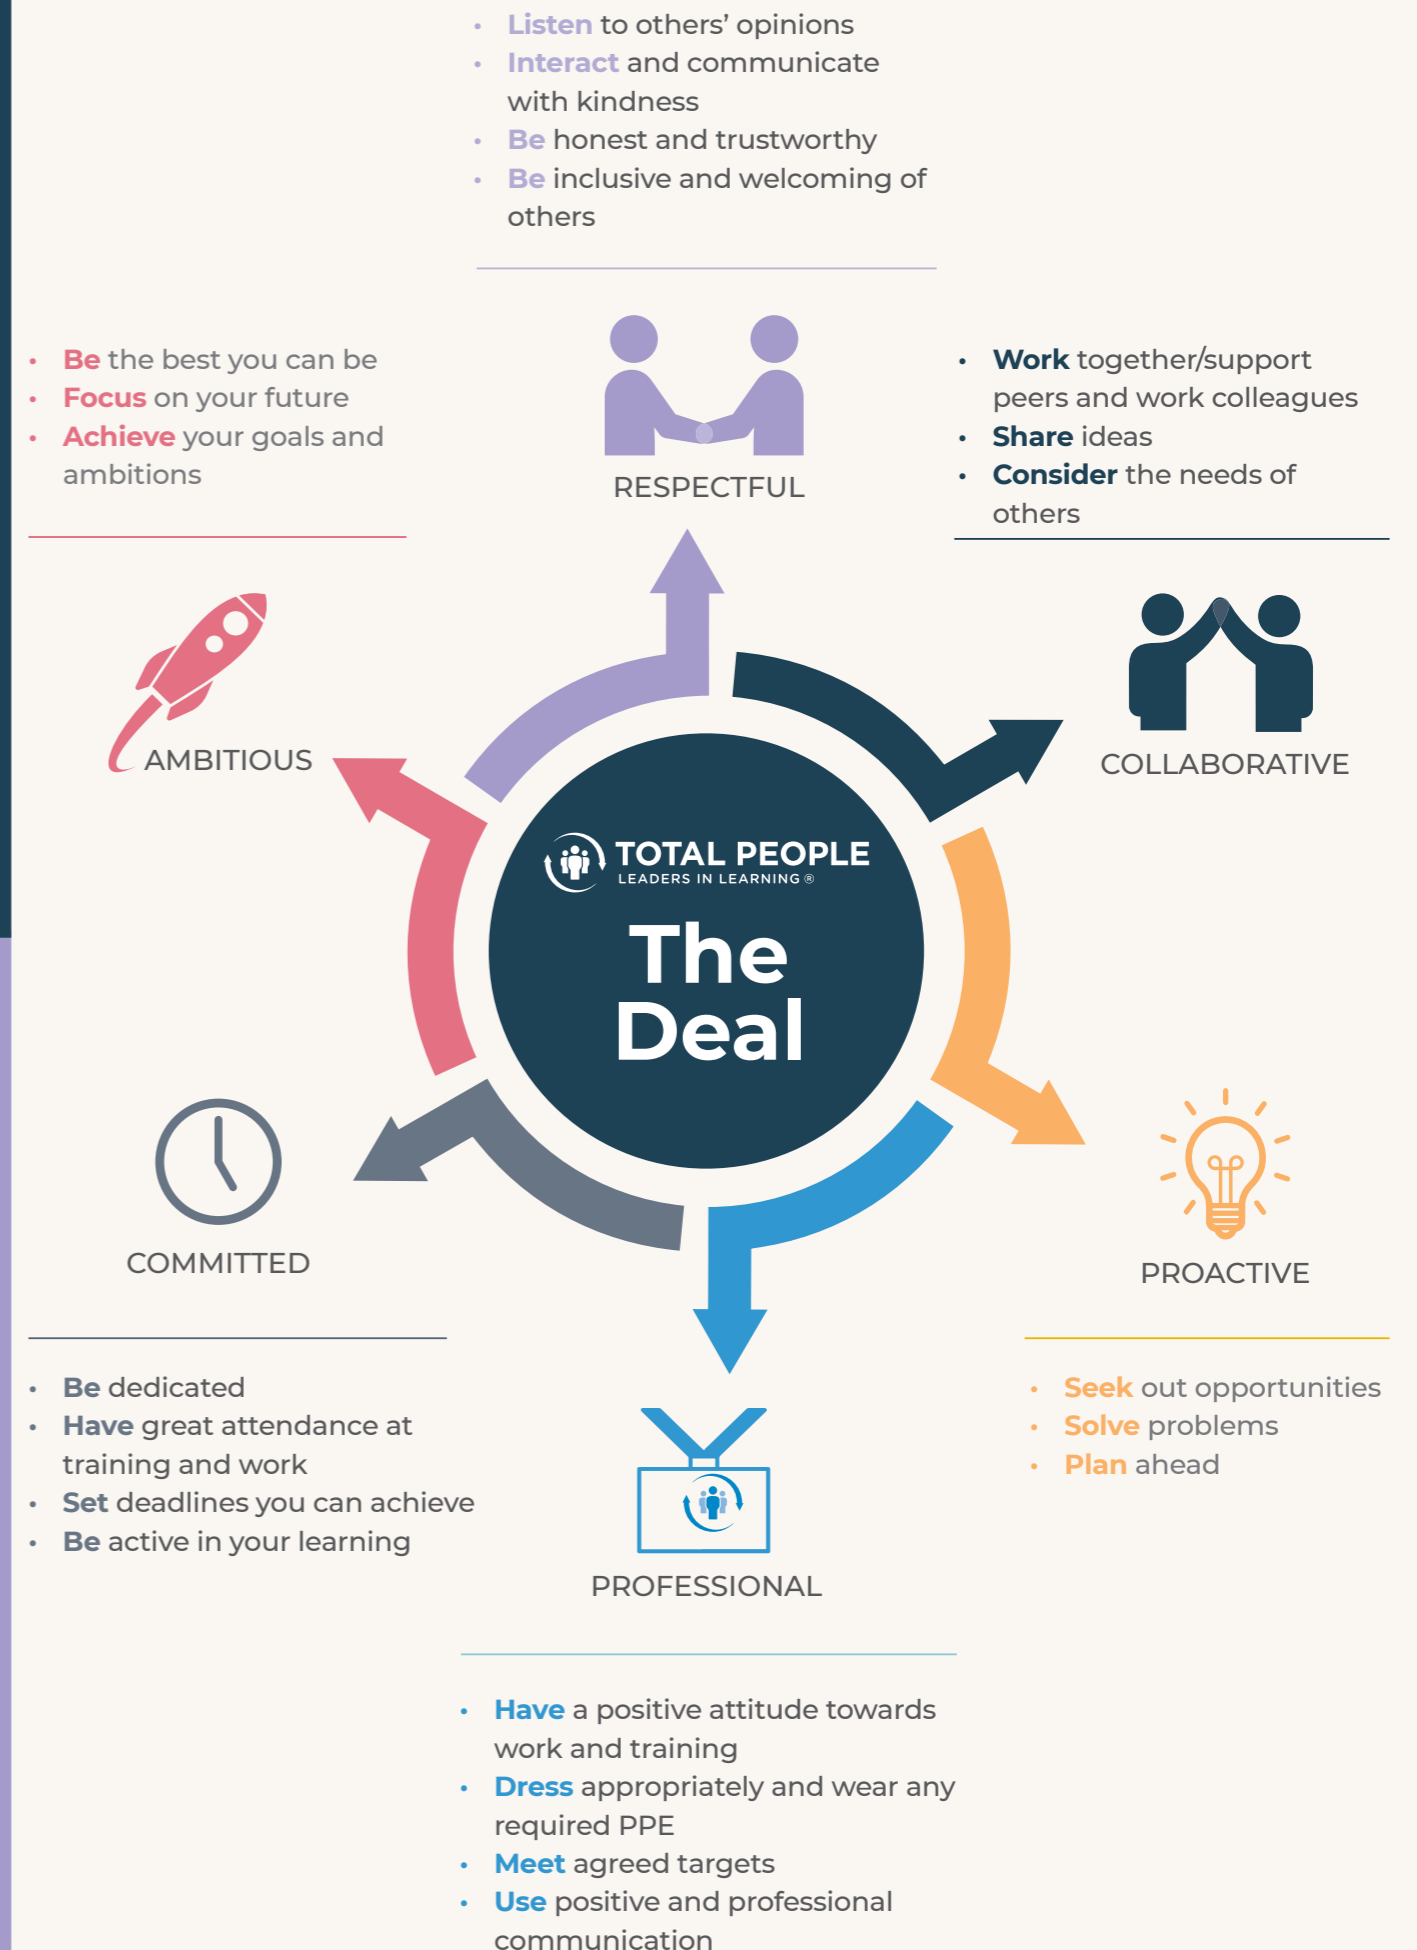 • Listen to others’ opinions
• Interact and communicate
with kindness
• Be honest and trustworthy
• Be inclusive and welcoming of
others
RESPECTFUL
• Be the best you can be
• Focus on your future
• Achieve your goals and
ambitions
AMBITIOUS
• Work together/support
peers and work colleagues
• Share ideas
• Consider the needs of
others
COLLABORATIVE
TOTAL PEOPLE
LEADERS IN LEARNING ®
The
Deal
COMMITTED
• Be dedicated
• Have great attendance at
training and work
• Set deadlines you can achieve
• Be active in your learning
PROACTIVE
• Seek out opportunities
• Solve problems
• Plan ahead
PROFESSIONAL
• Have a positive attitude towards
work and training
• Dress appropriately and wear any
required PPE
• Meet agreed targets
• Use positive and professional
communication